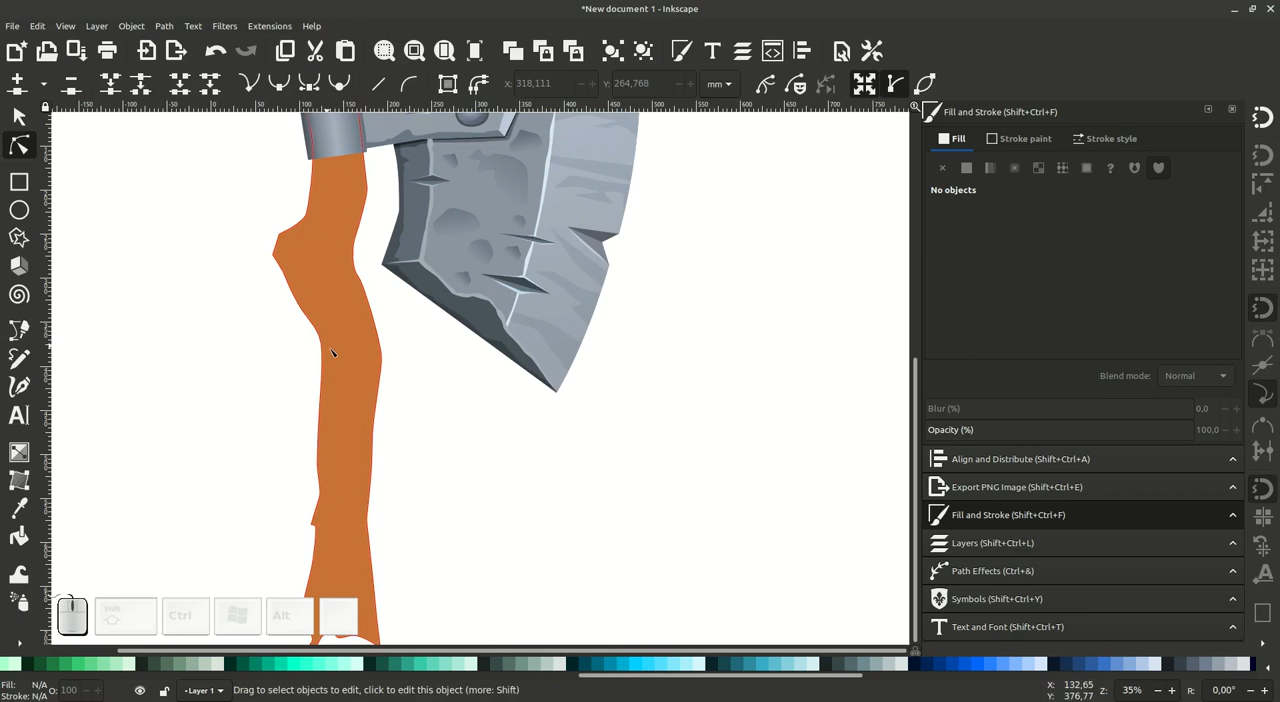 *New document 1 - Inkscape
File Edit View Layer Object Path Text Filters Extensions Help
X: 318,111 Y: 264,768 mm
Fill and Stroke (Shift+Ctrl+F)
Fill Stroke paint Stroke style
No objects
Blend mode: Normal
Blur (%) 0,0
Opacity (%) 100,0
Align and Distribute (Shift+Ctrl+A)
Export PNG Image (Shift+Ctrl+E)
Fill and Stroke (Shift+Ctrl+F)
Layers (Shift+Ctrl+L)
Path Effects (Ctrl+&)
Symbols (Shift+Ctrl+Y)
Text and Font (Shift+Ctrl+T)
Shift Ctrl Alt
Fill: N/A
Stroke: N/A
O: 100
Layer 1
Drag to select objects to edit, click to edit this object (more: Shift)
X: 132,65
Y: 376,77
Z: 35%
R: 0,00°